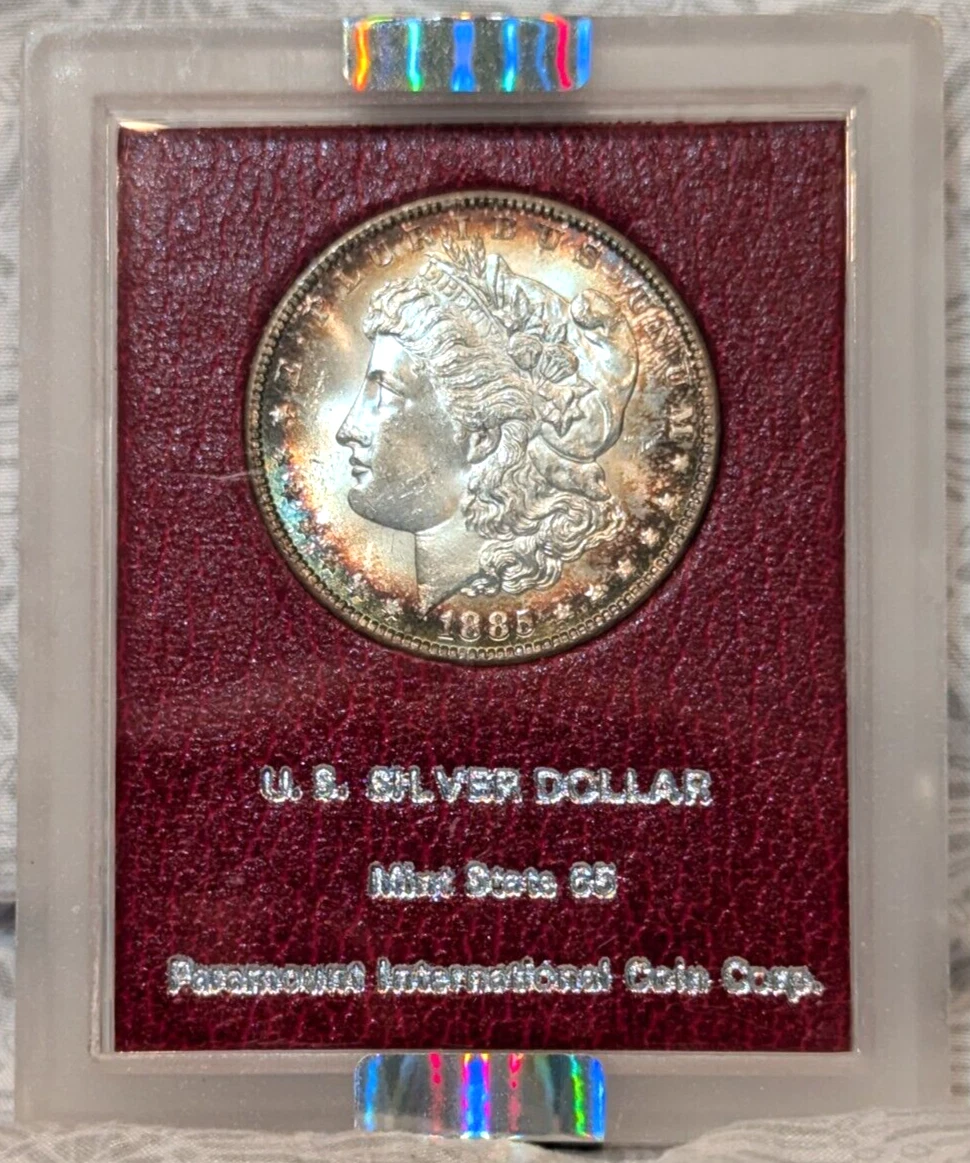 E · PLURIBUS · UNUM
1885
U. S. SILVER DOLLAR
Mint State 65
Paramount International Coin Corp.